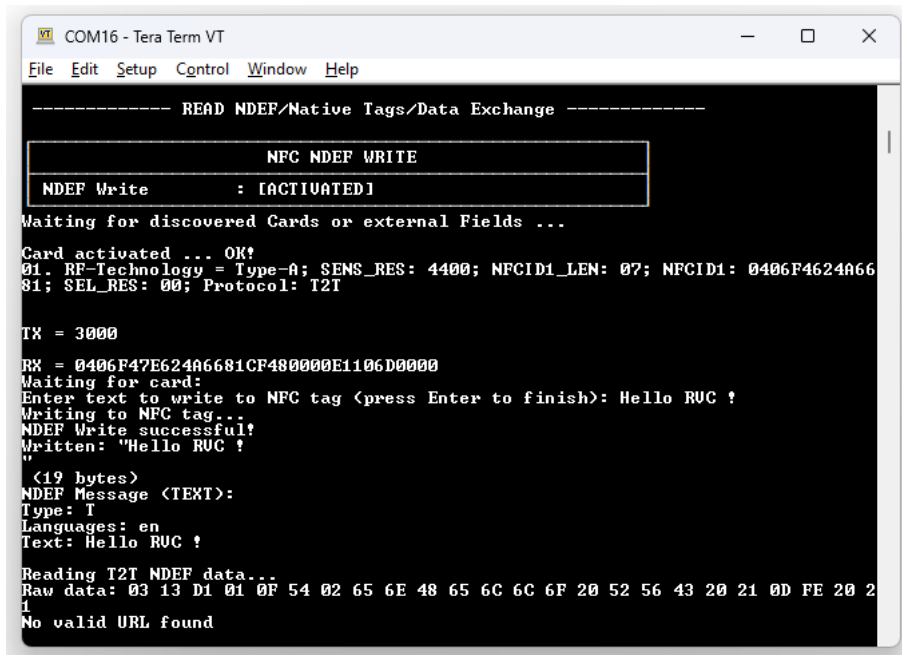 COM16 - Tera Term VT
File Edit Setup Control Window Help
------------- READ NDEF/Native Tags/Data Exchange -------------
NFC NDEF WRITE
NDEF Write : [ACTIVATED]
Waiting for discovered Cards or external Fields ...
Card activated ... OK!
01. RF-Technology = Type-A; SENS_RES: 4400; NFCID1_LEN: 07; NFCID1: 0406F4624A66
81; SEL_RES: 00; Protocol: T2T
TX = 3000
RX = 0406F47E624A6681CF480000E1106D0000
Waiting for card:
Enter text to write to NFC tag (press Enter to finish): Hello RVC !
Writing to NFC tag...
NDEF Write successful!
Written: "Hello RVC !
"
(19 bytes)
NDEF Message (TEXT):
Type: T
Languages: en
Text: Hello RVC !
Reading T2T NDEF data...
Raw data: 03 13 D1 01 0F 54 02 65 6E 48 65 6C 6C 6F 20 52 56 43 20 21 0D FE 20 2
1
No valid URL found